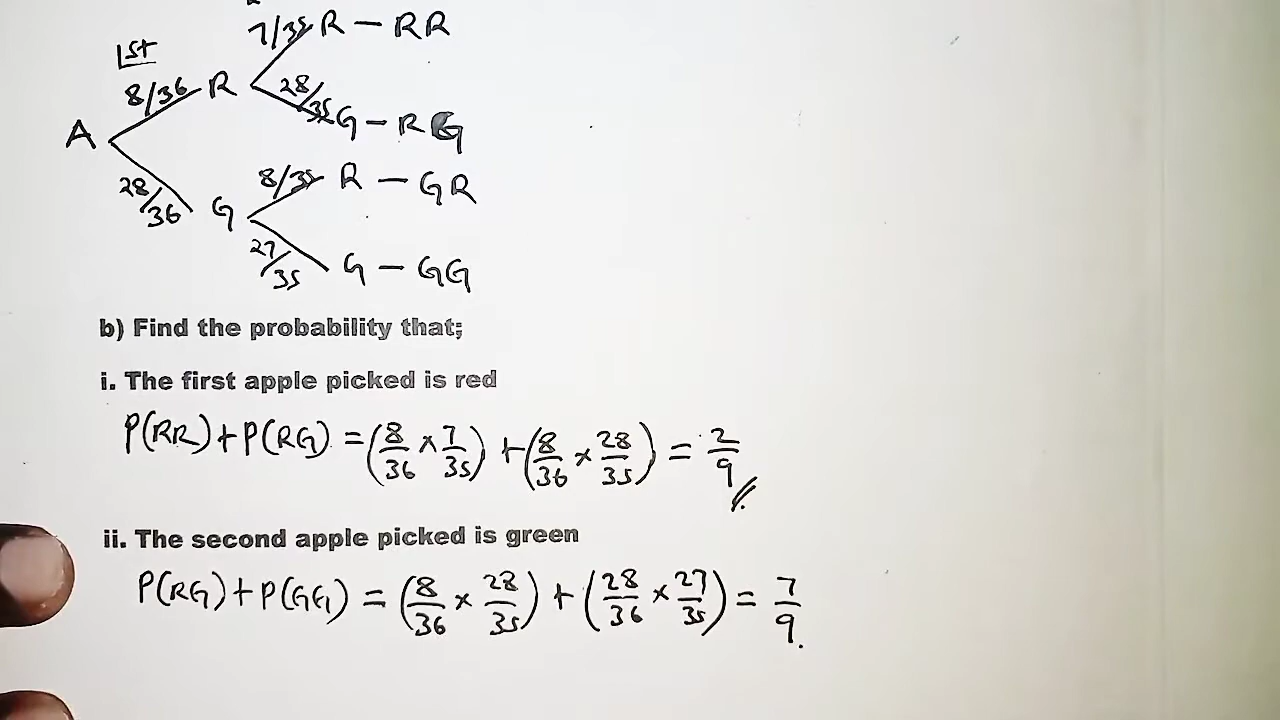 7/35 R – RR
1st
8/36 R
28/35 G – RG
A
8/35 R – GR
28/36 G
27/35 G – GG
b) Find the probability that;
i. The first apple picked is red
P(RR) + P(RG) = (8/36 × 7/35) + (8/36 × 28/35) = 2/9
ii. The second apple picked is green
P(RG) + P(GG) = (8/36 × 28/35) + (28/36 × 27/35) = 7/9.